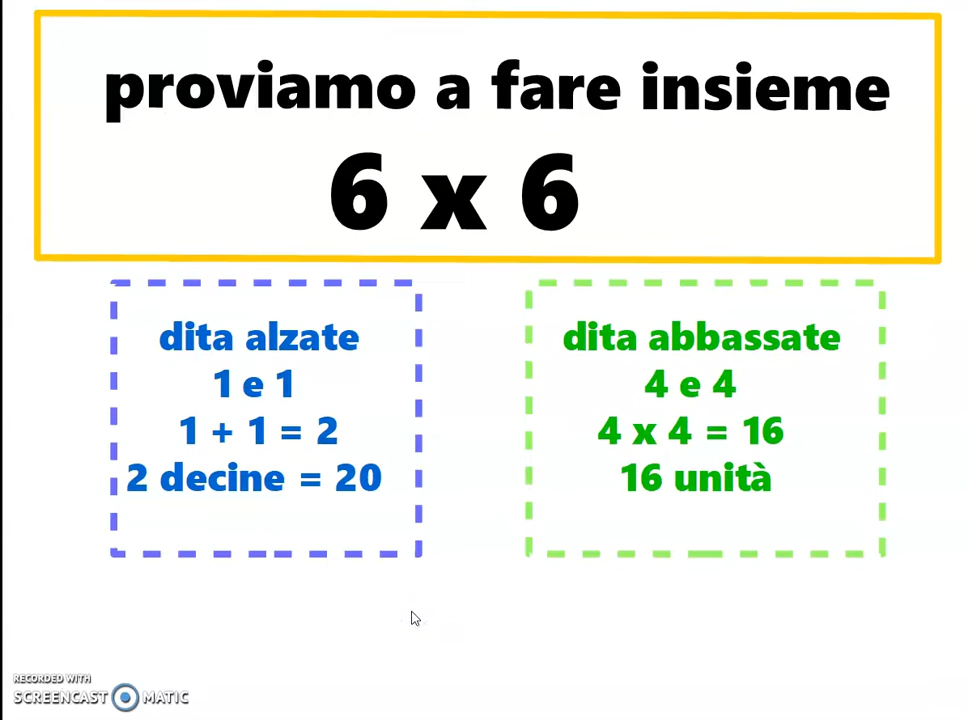 proviamo a fare insieme
6 x 6
dita alzate
1 e 1
1 + 1 = 2
2 decine = 20
dita abbassate
4 e 4
4 x 4 = 16
16 unità
RECORDED WITH
SCREENCAST MATIC